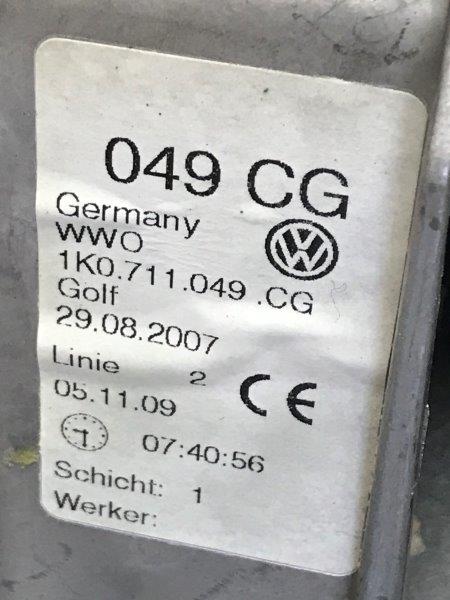 049 CG
Germany
WWO
1K0.711.049 .CG
Golf
29.08.2007
Linie 2
05.11.09
07:40:56
Schicht: 1
Werker: